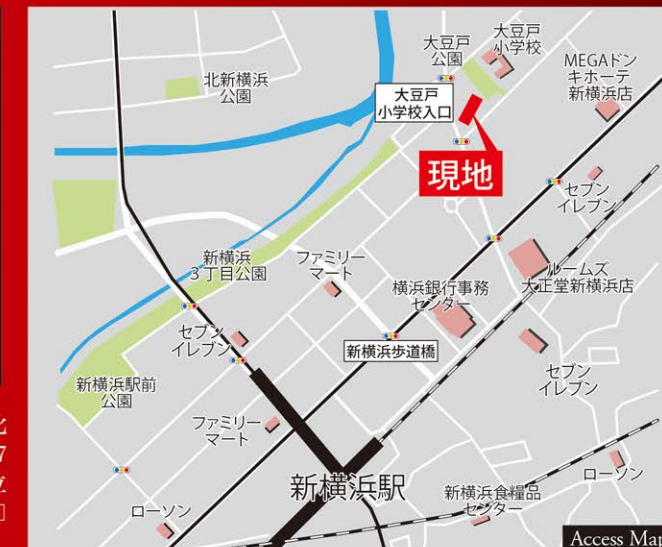 大豆戸
公園
大豆戸
小学校
MEGAドン
キホーテ
新横浜店
北新横浜
公園
大豆戸
小学校入口
現地
セブン
イレブン
新横浜
3丁目公園
ファミリー
マート
横浜銀行事務
センター
ルームズ
大正堂新横浜店
セブン
イレブン
新横浜歩道橋
新横浜駅前
公園
セブン
イレブン
ファミリー
マート
新横浜駅
新横浜食糧品
センター
ローソン
ローソン
Access Map